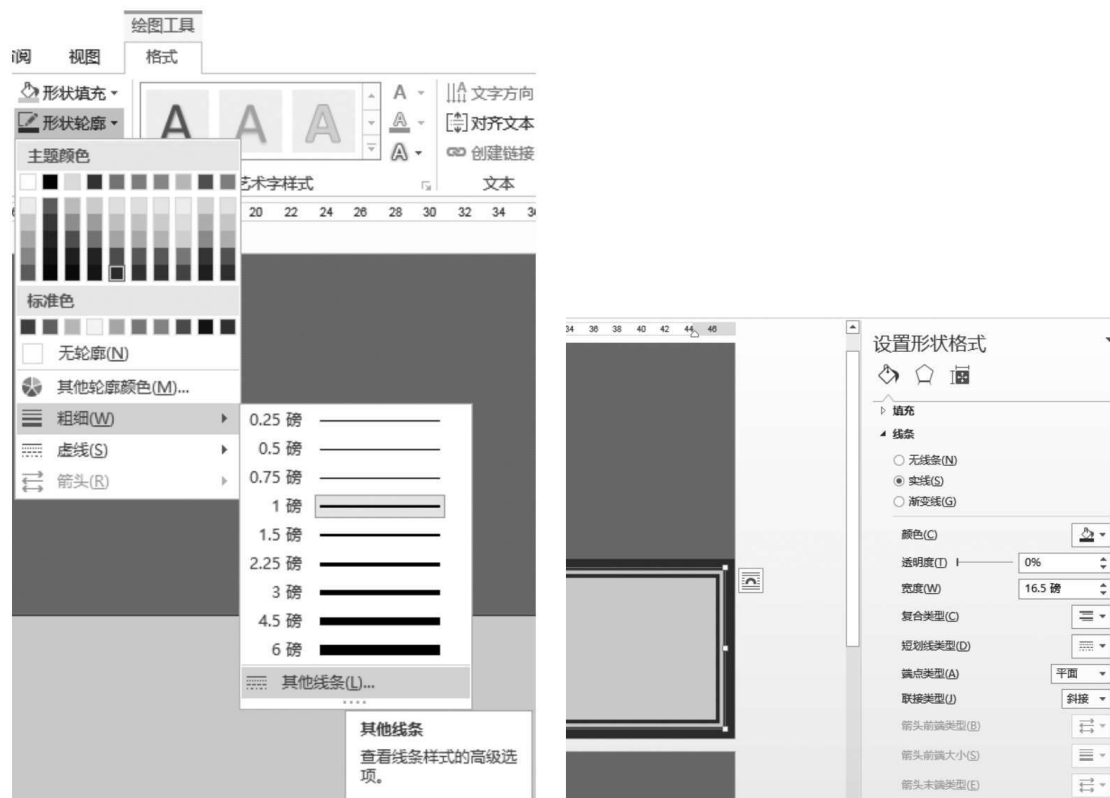 绘图工具
视图 格式
形状填充
形状轮廓
A A A
A
A
A
文字方向
对齐文本
创建链接
艺术字样式 文本
主题颜色
20 22 24 26 28 30 32 34
标准色
无轮廓(N)
其他轮廓颜色(M)...
粗细(W)
虚线(S)
箭头(R)
0.25 磅
0.5 磅
0.75 磅
1 磅
1.5 磅
2.25 磅
3 磅
4.5 磅
6 磅
其他线条(L)...
其他线条
查看线条样式的高级选
项。
34 36 38 40 42 44 46
设置形状格式
填充
线条
无线条(N)
实线(S)
渐变线(G)
颜色(C)
透明度(T) 0%
宽度(W) 16.5 磅
复合类型(C)
短划线类型(D)
端点类型(A) 平面
联接类型(J) 斜接
箭头前端类型(B)
箭头前端大小(S)
箭头末端类型(E)